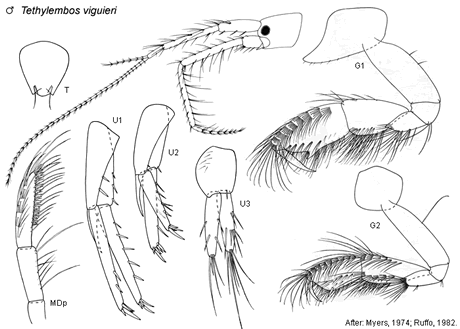 ♂ Tethylembos viguieri
G1
T
U1
U2
U3
G2
MDp
After: Myers, 1974; Ruffo, 1982.